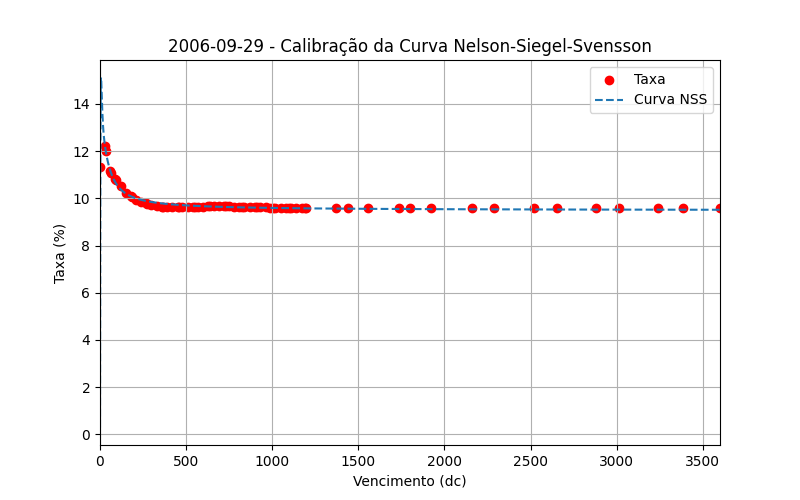 2006-09-29 - Calibração da Curva Nelson-Siegel-Svensson
Taxa
Curva NSS
14
12
10
8
6
4
2
0
Taxa (%)
0 500 1000 1500 2000 2500 3000 3500
Vencimento (dc)